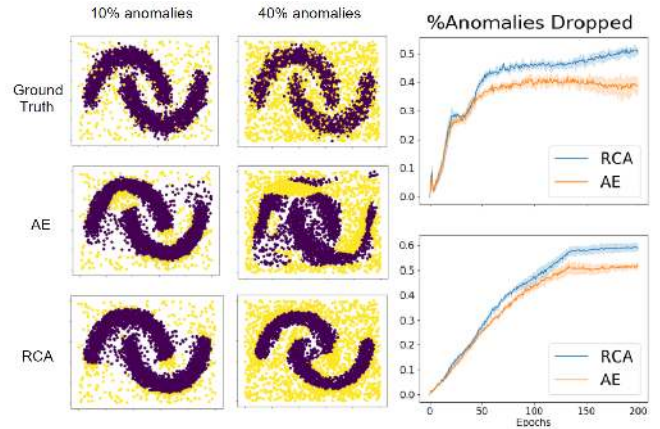 10% anomalies
40% anomalies
%Anomalies Dropped
Ground
Truth
AE
RCA
0.5
0.4
0.3
0.2
0.1
0.0
RCA
AE
0.6
0.5
0.4
0.3
0.2
0.1
0.0
RCA
AE
0
50
100
150
200
Epochs